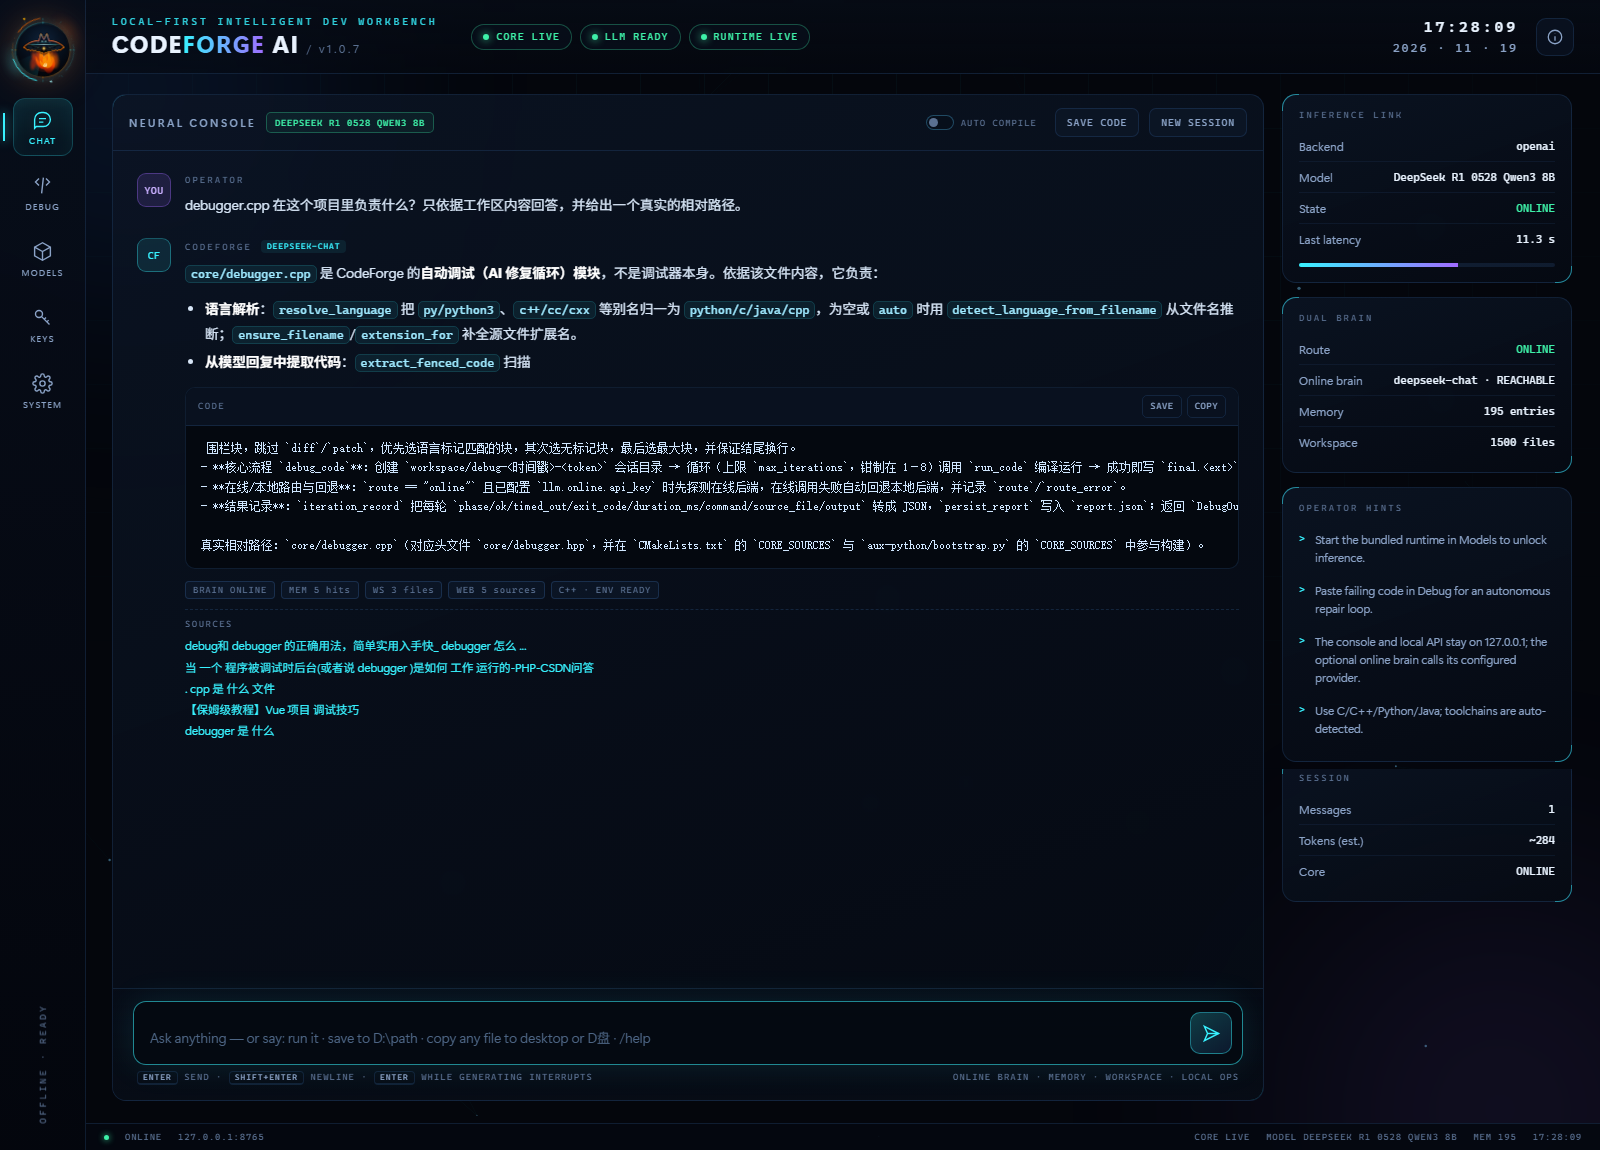 LOCAL-FIRST INTELLIGENT DEV WORKBENCH
CODEFORGE AI / v1.0.7
CORE LIVE
LLM READY
RUNTIME LIVE
17:28:09
2026 · 11 · 19
CHAT
DEBUG
MODELS
KEYS
SYSTEM
OFFLINE · READY
NEURAL CONSOLE
DEEPSEEK R1 0528 QWEN3 8B
AUTO COMPILE
SAVE CODE
NEW SESSION
YOU
OPERATOR
debugger.cpp 在这个项目里负责什么？只依据工作区内容回答，并给出一个真实的相对路径。
CF
CODEFORGE
DEEPSEEK-CHAT
core/debugger.cpp 是 CodeForge 的自动调试（AI 修复循环）模块，不是调试器本身。依据该文件内容，它负责：
• 语言解析：resolve_language 把 py/python3、c++/cc/cxx 等别名归一为 python/c/java/cpp，为空或 auto 时用 detect_language_from_filename 从文件名推
断；ensure_filename/extension_for 补全源文件扩展名。
• 从模型回复中提取代码：extract_fenced_code 扫描
CODE
SAVE
COPY
围栏块，跳过 `diff`/`patch`，优先选语言标记匹配的块，其次选无标记块，最后选最大块，并保证结尾换行。
- **核心流程 `debug_code`**：创建 `workspace/debug-<时间戳>-<token>` 会话目录 → 循环（上限 `max_iterations`，钳制在 1-8）调用 `run_code` 编译运行 → 成功即写 `final.<ext>`
- **在线/本地路由与回退**：`route == "online"` 且已配置 `llm.online.api_key` 时先探测在线后端，在线调用失败自动回退本地后端，并记录 `route`/`route_error`。
- **结果记录**：`iteration_record` 把每轮 `phase/ok/timed_out/exit_code/duration_ms/command/source_file/output` 转成 JSON，`persist_report` 写入 `report.json`；返回 `DebugOu
真实相对路径：`core/debugger.cpp`（对应头文件 `core/debugger.hpp`，并在 `CMakeLists.txt` 的 `CORE_SOURCES` 与 `aux-python/bootstrap.py` 的 `CORE_SOURCES` 中参与构建）。
BRAIN ONLINE
MEM 5 hits
WS 3 files
WEB 5 sources
C++ · ENV READY
SOURCES
debug和 debugger 的正确用法，简单实用入手快_ debugger 怎么 ...
当 一个 程序被调试时后台(或者说 debugger )是如何 工作 运行的-PHP-CSDN问答
. cpp 是 什么 文件
【保姆级教程】Vue 项目 调试技巧
debugger 是 什么
Ask anything — or say: run it · save to D:\path · copy any file to desktop or D盘 · /help
ENTER SEND · SHIFT+ENTER NEWLINE · ENTER WHILE GENERATING INTERRUPTS
ONLINE BRAIN · MEMORY · WORKSPACE · LOCAL OPS
INFERENCE LINK
Backend openai
Model DeepSeek R1 0528 Qwen3 8B
State ONLINE
Last latency 11.3 s
DUAL BRAIN
Route ONLINE
Online brain deepseek-chat · REACHABLE
Memory 195 entries
Workspace 1500 files
OPERATOR HINTS
> Start the bundled runtime in Models to unlock
inference.
> Paste failing code in Debug for an autonomous
repair loop.
> The console and local API stay on 127.0.0.1; the
optional online brain calls its configured
provider.
> Use C/C++/Python/Java; toolchains are auto-
detected.
SESSION
Messages 1
Tokens (est.) ~284
Core ONLINE
ONLINE 127.0.0.1:8765
CORE LIVE MODEL DEEPSEEK R1 0528 QWEN3 8B MEM 195 17:28:09